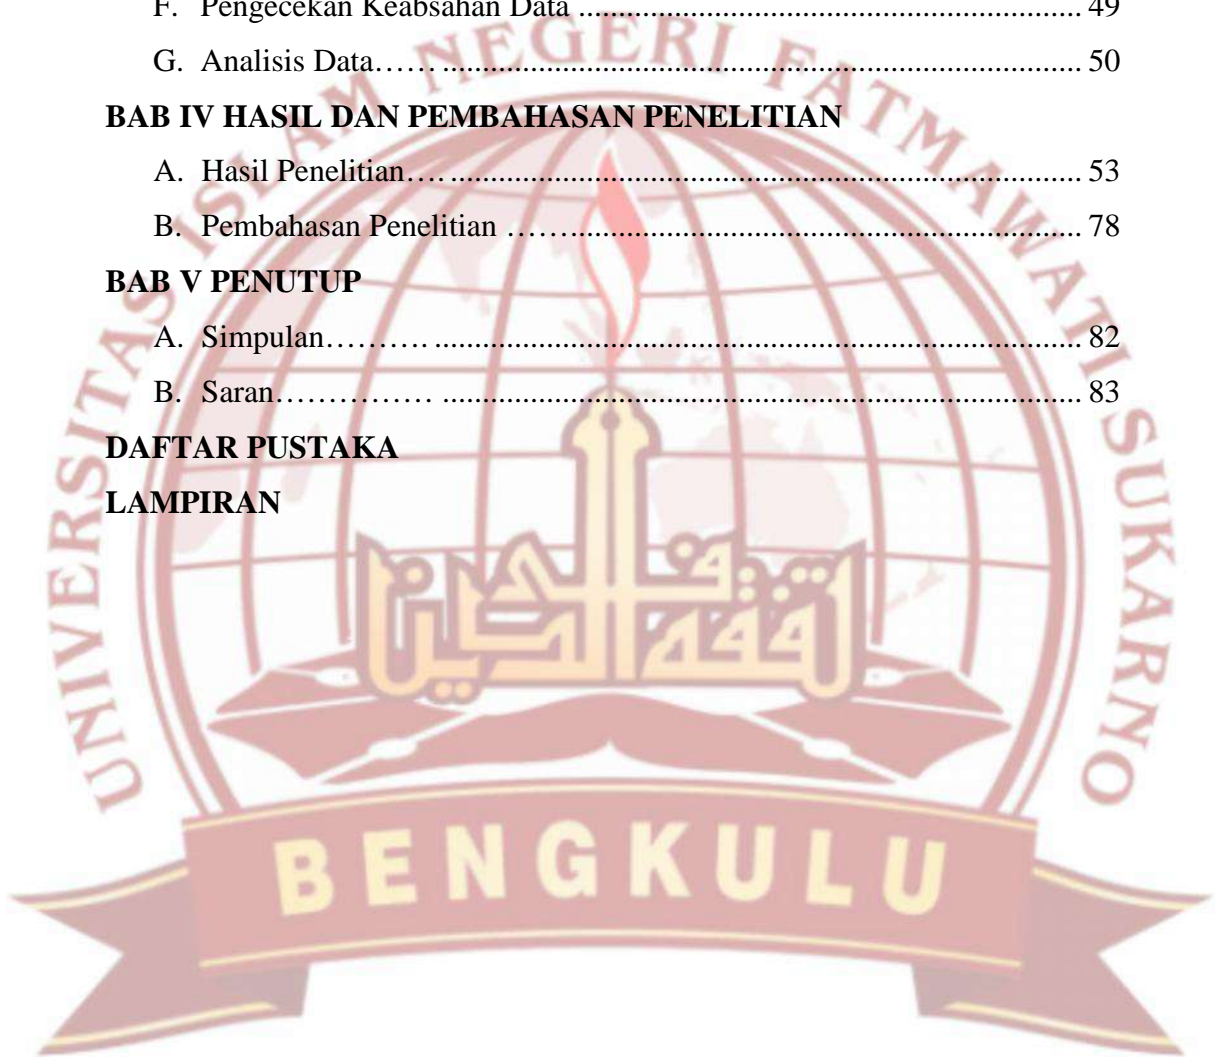 F. Pengecekan Keabsahan Data ................................................................ 49
G. Analisis Data…… ................................................................................. 50
BAB IV HASIL DAN PEMBAHASAN PENELITIAN
A. Hasil Penelitian…. ................................................................................ 53
B. Pembahasan Penelitian ……................................................................. 78
BAB V PENUTUP
A. Simpulan………. .................................................................................. 82
B. Saran…………… ................................................................................. 83
DAFTAR PUSTAKA
LAMPIRAN
UNIVERSITAS ISLAM NEGERI FATMAWATI SUKARNO
BENGKULU